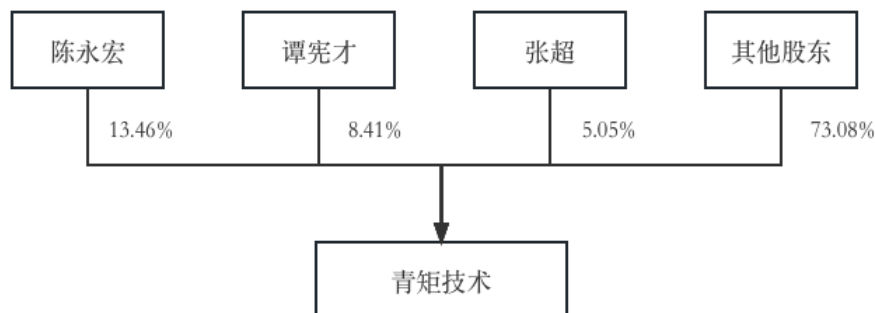 陈永宏
谭宪才
张超
其他股东
13.46%
8.41%
5.05%
73.08%
青矩技术